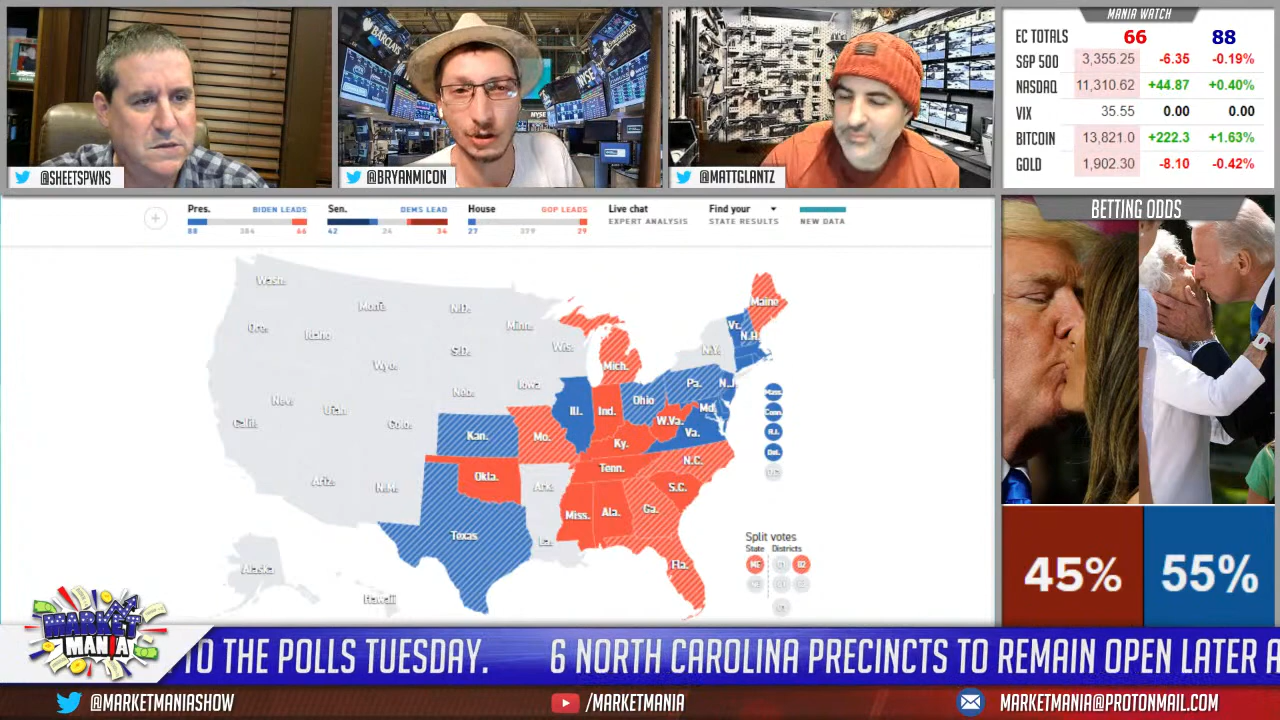 @SHEETSPWNS
BARCLAYS
NYSE
@BRYANMICON
@MATTGLANTZ
MANIA WATCH
EC TOTALS 66 88
S&P 500 3,355.25 -6.35 -0.19%
NASDAQ 11,310.62 +44.87 +0.40%
VIX 35.55 0.00 0.00
BITCOIN 13,821.0 +222.3 +1.63%
GOLD 1,902.30 -8.10 -0.42%
BETTING ODDS
45% 55%
Pres. BIDEN LEADS
88 384 66
Sen. DEMS LEAD
42 24 34
House GOP LEADS
27 379 29
Live chat
EXPERT ANALYSIS
Find your
STATE RESULTS
NEW DATA
Wash.
Mont.
N.D.
Minn.
Maine
Ore.
Idaho
S.D.
Wis.
Vt.
N.H.
N.Y.
Wyo.
Mich.
Neb.
Iowa
Pa.
N.J.
Nev.
Utah
Colo.
Calif.
Ill.
Ind.
Ohio
Md.
Mass.
Conn.
R.I.
Del.
D.C.
Kan.
Mo.
W.Va.
Va.
Ky.
N.C.
Tenn.
Ariz.
N.M.
Okla.
Ark.
S.C.
Miss.
Ala.
Ga.
Texas
La.
Fla.
Alaska
Hawaii
Split votes
State Districts
ME 01 02
MARKET
MANIA
TO THE POLLS TUESDAY. 6 NORTH CAROLINA PRECINCTS TO REMAIN OPEN LATER A
@MARKETMANIASHOW
/MARKETMANIA
MARKETMANIA@PROTONMAIL.COM